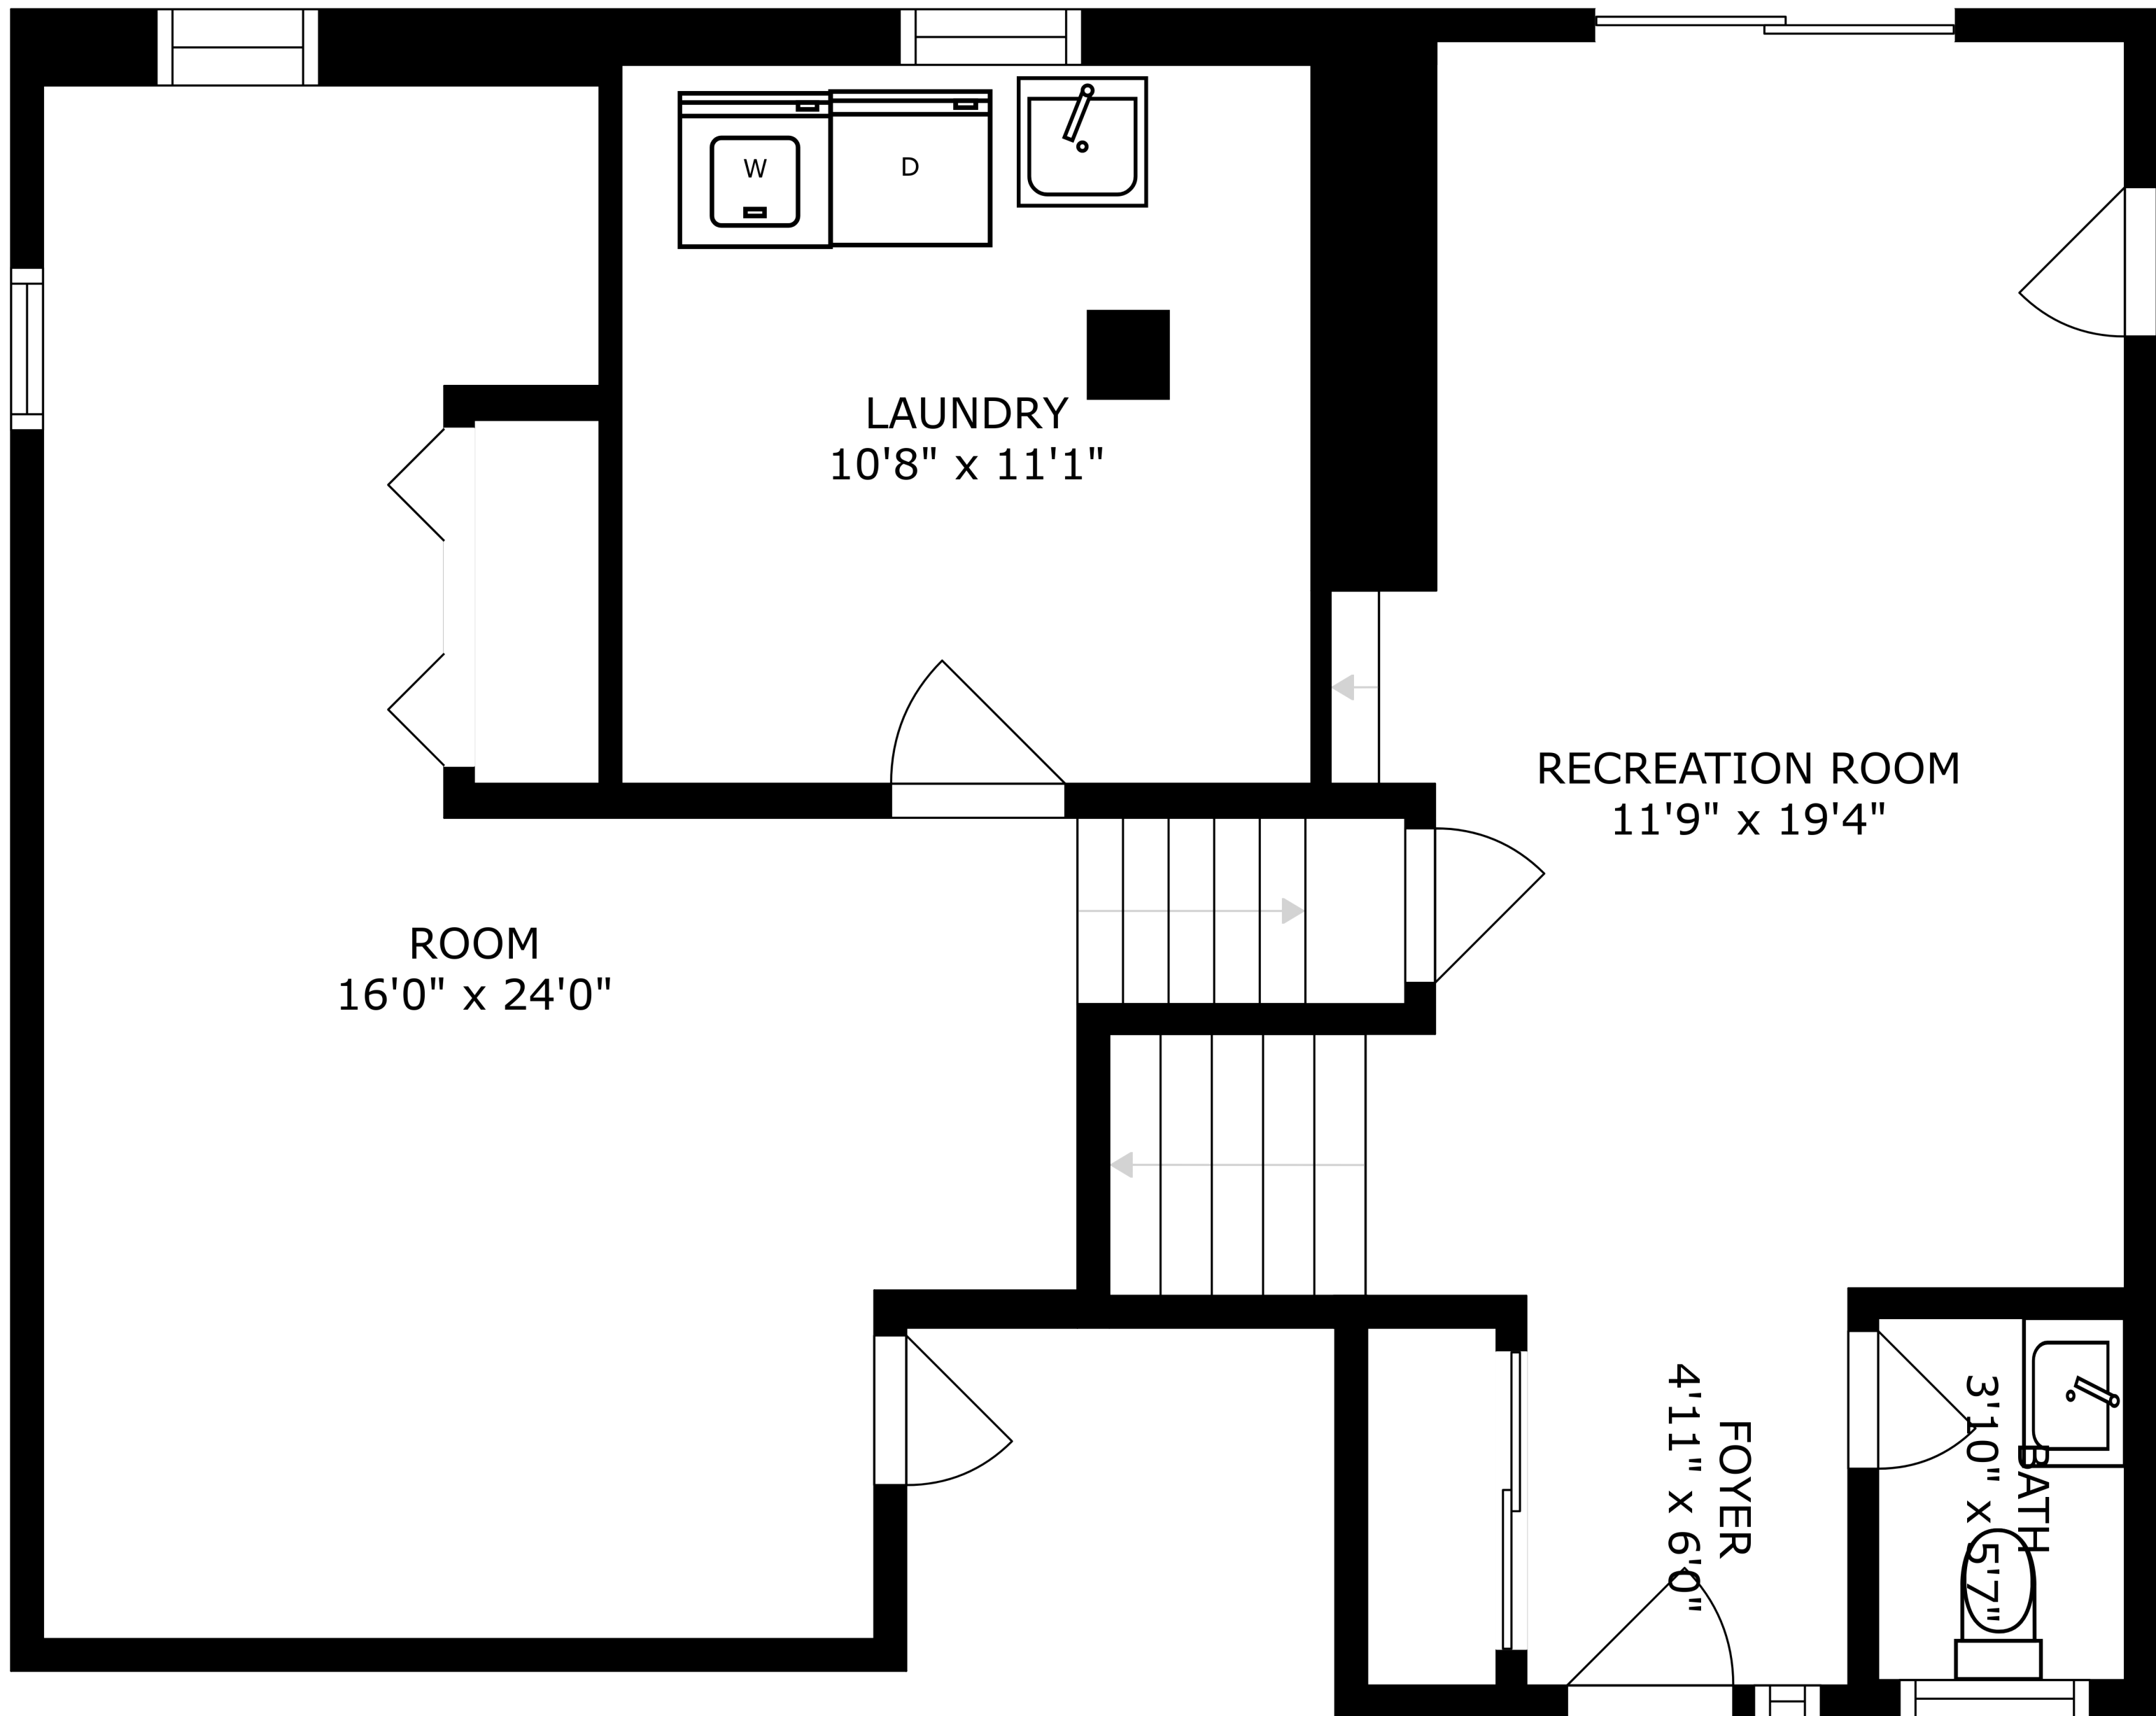 W
D
LAUNDRY
10'8" x 11'1"
RECREATION ROOM
11'9" x 19'4"
ROOM
16'0" x 24'0"
FOYER
4'11" x 6'0"
BATH
3'10" x 5'7"